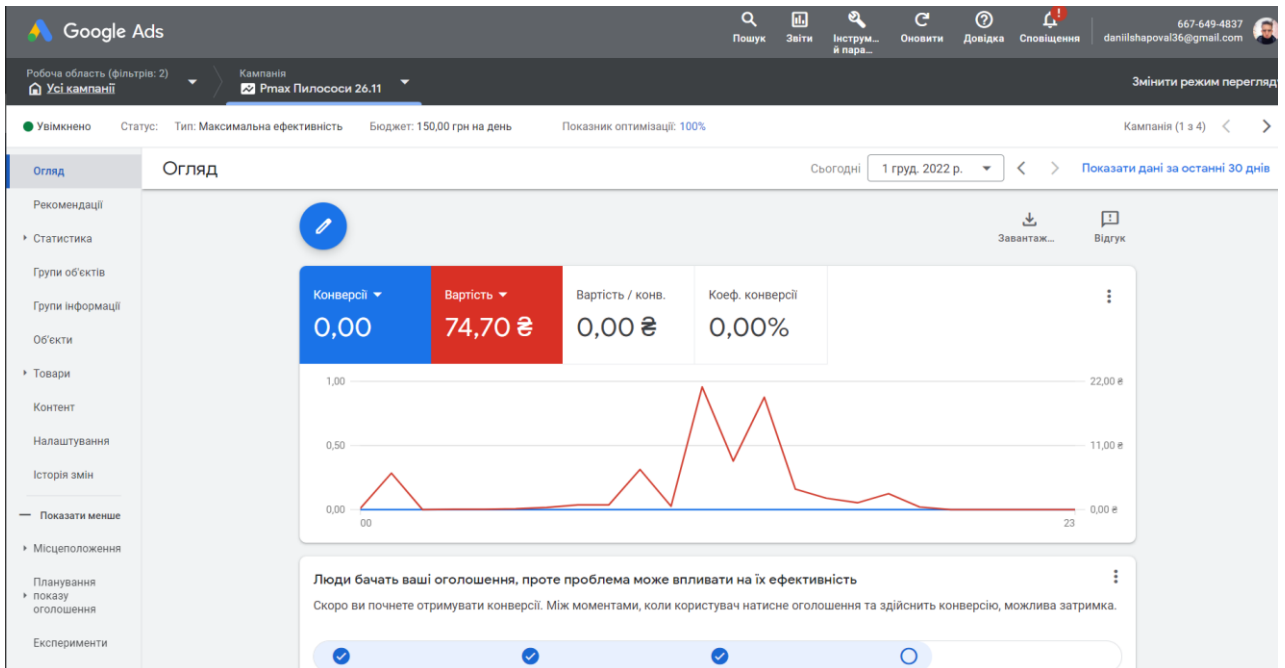 Google Ads
Пошук
Звіти
Інструм...
й пара...
Оновити
Довідка
!
Сповіщення
667-649-4837
daniilshapoval36@gmail.com
Робоча область (фільтрів: 2)
Усі кампанії
Кампанія
Pmax Пилососи 26.11
Змінити режим перегляд
Увімкнено
Статус:
Тип: Максимальна ефективність
Бюджет: 150,00 грн на день
Показник оптимізації: 100%
Кампанія (1 з 4)
Огляд
Рекомендації
Статистика
Групи об'єктів
Групи інформації
Об'єкти
Товари
Контент
Налаштування
Історія змін
Показати менше
Місцеположення
Планування
показу
оголошення
Експерименти
Огляд
Сьогодні
1 груд. 2022 р.
Показати дані за останні 30 днів
Завантаж...
Відгук
Конверсії
0,00
Вартість
74,70 ₴
Вартість / конв.
0,00 ₴
Коеф. конверсії
0,00%
1,00
0,50
0,00
22,00 ₴
11,00 ₴
0,00 ₴
00
23
Люди бачать ваші оголошення, проте проблема може впливати на їх ефективність
Скоро ви почнете отримувати конверсії. Між моментами, коли користувач натисне оголошення та здійснить конверсію, можлива затримка.